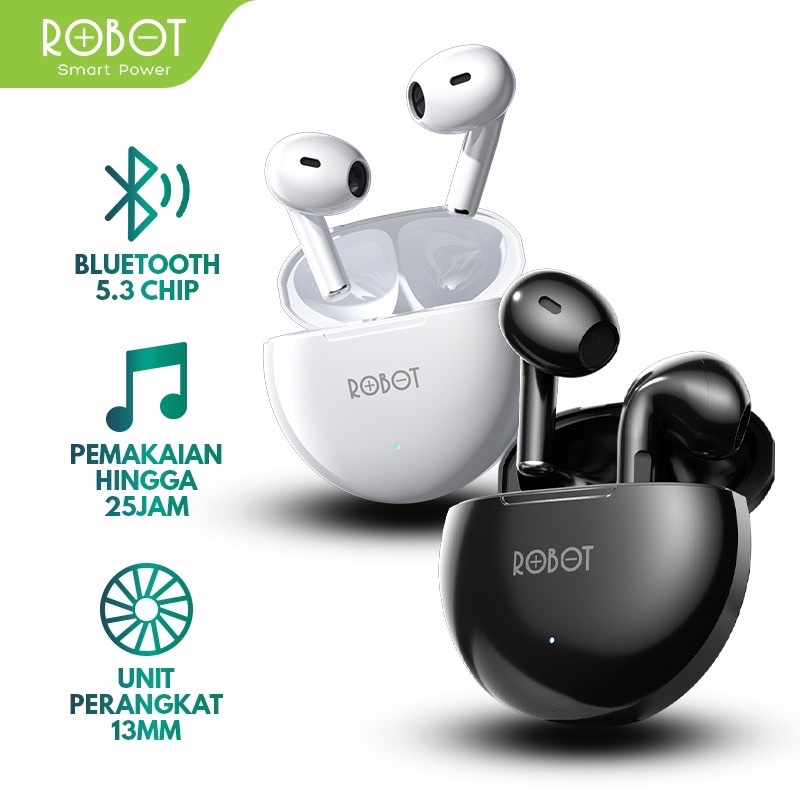 ROBOT
Smart Power
BLUETOOTH
5.3 CHIP
PEMAKAIAN
HINGGA
25JAM
UNIT
PERANGKAT
13MM
ROBOT
ROBOT